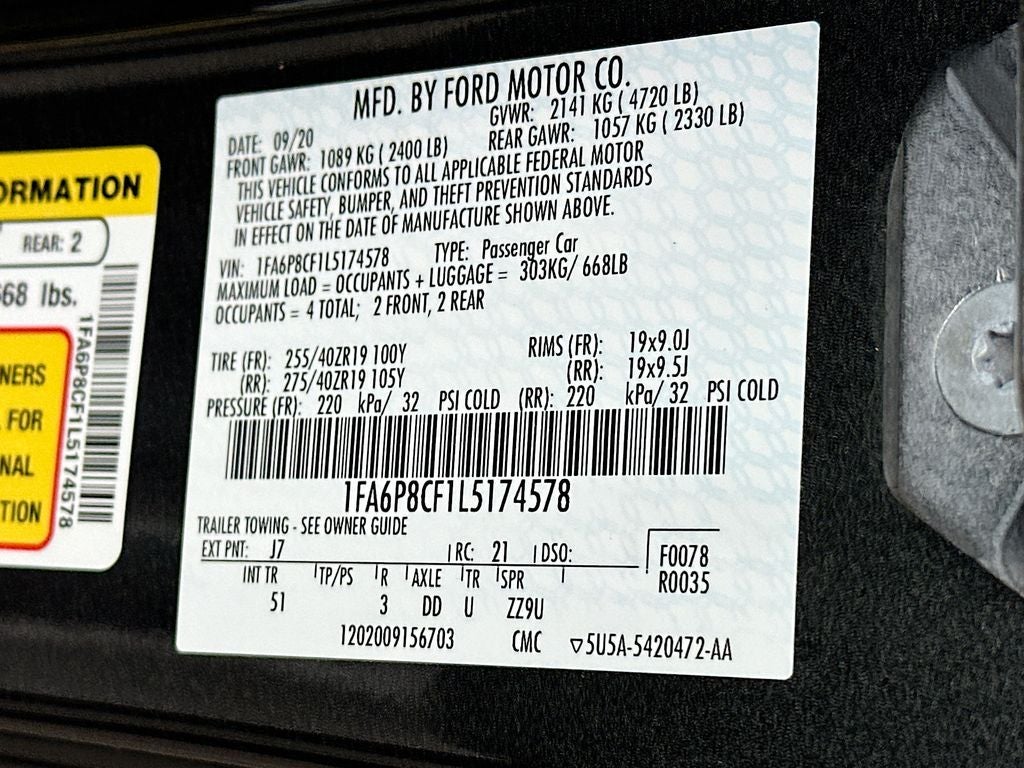 ORMATION
REAR: 2
68 lbs.
NERS
FOR
NAL
TION
1FA6P8CF1L5174578
MFD. BY FORD MOTOR CO.
DATE: 09/20
GVWR: 2141 KG ( 4720 LB)
FRONT GAWR: 1089 KG ( 2400 LB)
REAR GAWR: 1057 KG ( 2330 LB)
THIS VEHICLE CONFORMS TO ALL APPLICABLE FEDERAL MOTOR
VEHICLE SAFETY, BUMPER, AND THEFT PREVENTION STANDARDS
IN EFFECT ON THE DATE OF MANUFACTURE SHOWN ABOVE.
VIN: 1FA6P8CF1L5174578 TYPE: Passenger Car
MAXIMUM LOAD = OCCUPANTS + LUGGAGE = 303KG/ 668LB
OCCUPANTS = 4 TOTAL; 2 FRONT, 2 REAR
TIRE (FR): 255/40ZR19 100Y RIMS (FR): 19x9.0J
(RR): 275/40ZR19 105Y (RR): 19x9.5J
PRESSURE (FR): 220 kPa/ 32 PSI COLD (RR): 220 kPa/ 32 PSI COLD
1FA6P8CF1L5174578
TRAILER TOWING - SEE OWNER GUIDE
EXT PNT: J7 RC: 21 DSO: F0078
INT TR TP/PS R AXLE TR SPR R0035
51 3 DD U ZZ9U
1202009156703 CMC ▽5U5A-5420472-AA